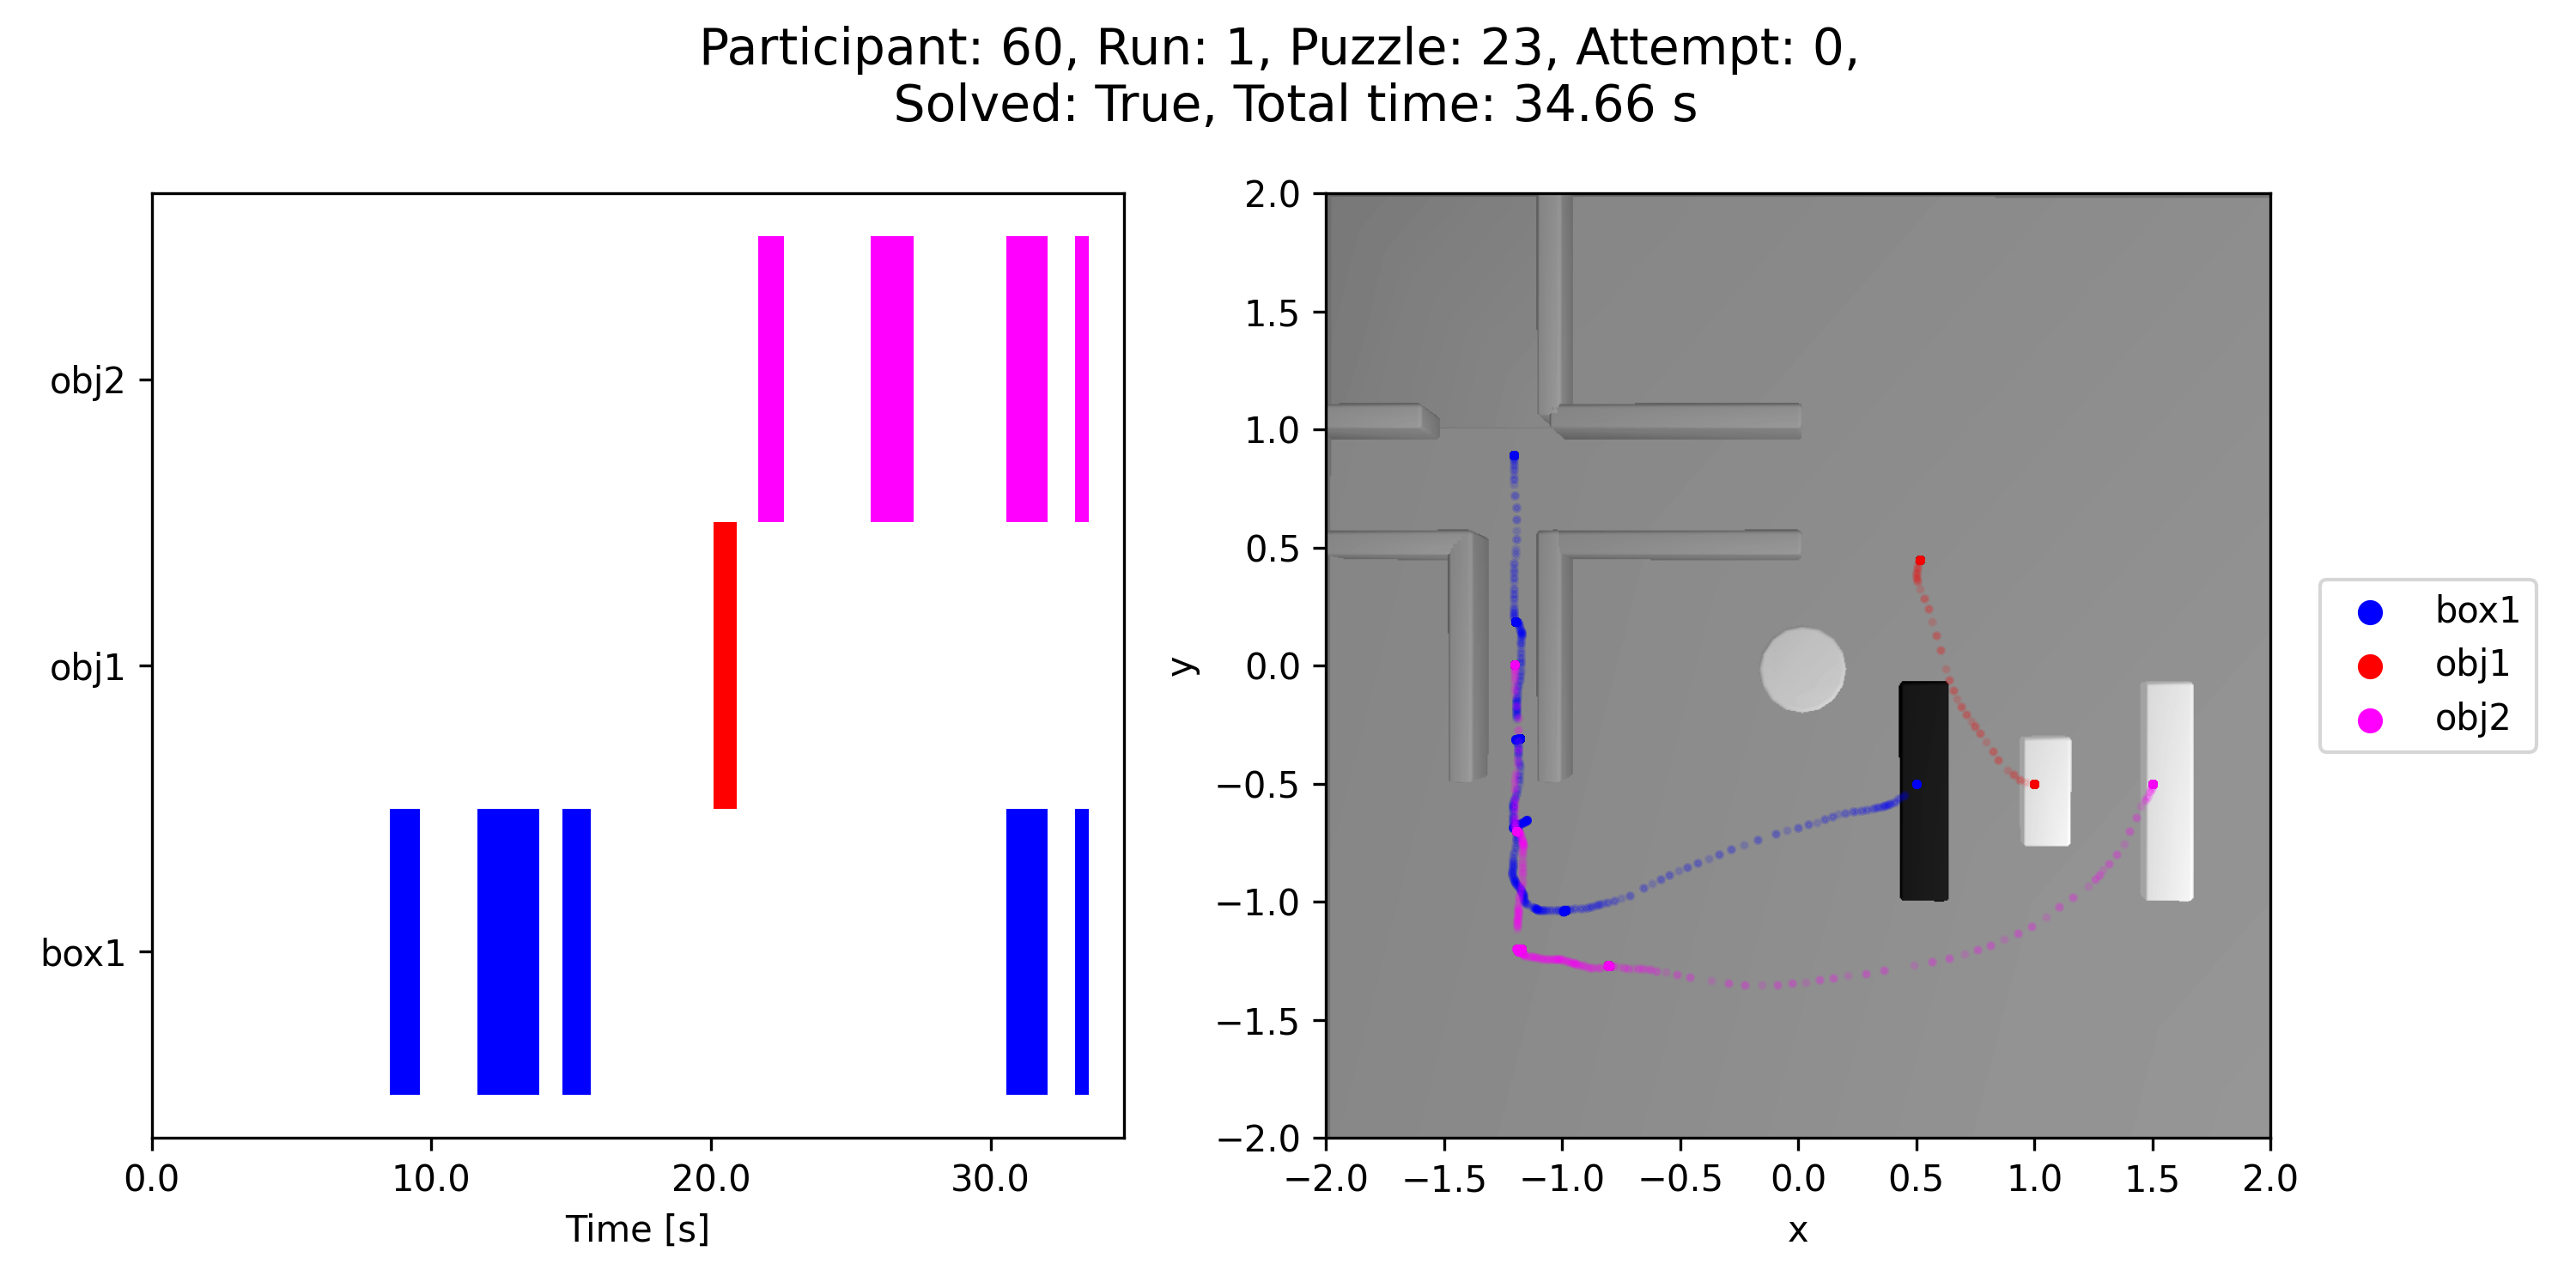 Participant: 60, Run: 1, Puzzle: 23, Attempt: 0,
Solved: True, Total time: 34.66 s
obj2
obj1
box1
0.0 10.0 20.0 30.0
Time [s]
2.0
1.5
1.0
0.5
0.0
−0.5
−1.0
−1.5
−2.0
y
−2.0 −1.5 −1.0 −0.5 0.0 0.5 1.0 1.5 2.0
x
box1
obj1
obj2